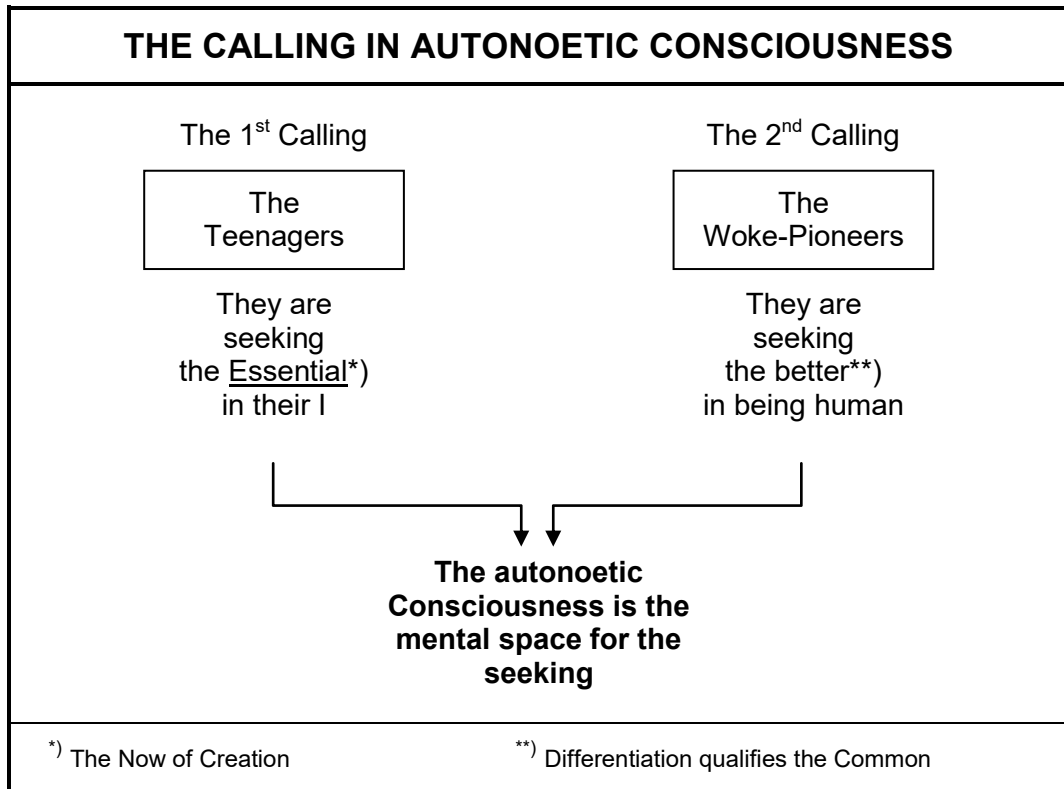 THE CALLING IN AUTONOETIC CONSCIOUSNESS
The 1st Calling
The
Teenagers
They are
seeking
the Essential*)
in their I
The 2nd Calling
The
Woke-Pioneers
They are
seeking
the better**)
in being human
The autonoetic
Consciousness is the
mental space for the
seeking
*) The Now of Creation
**) Differentiation qualifies the Common